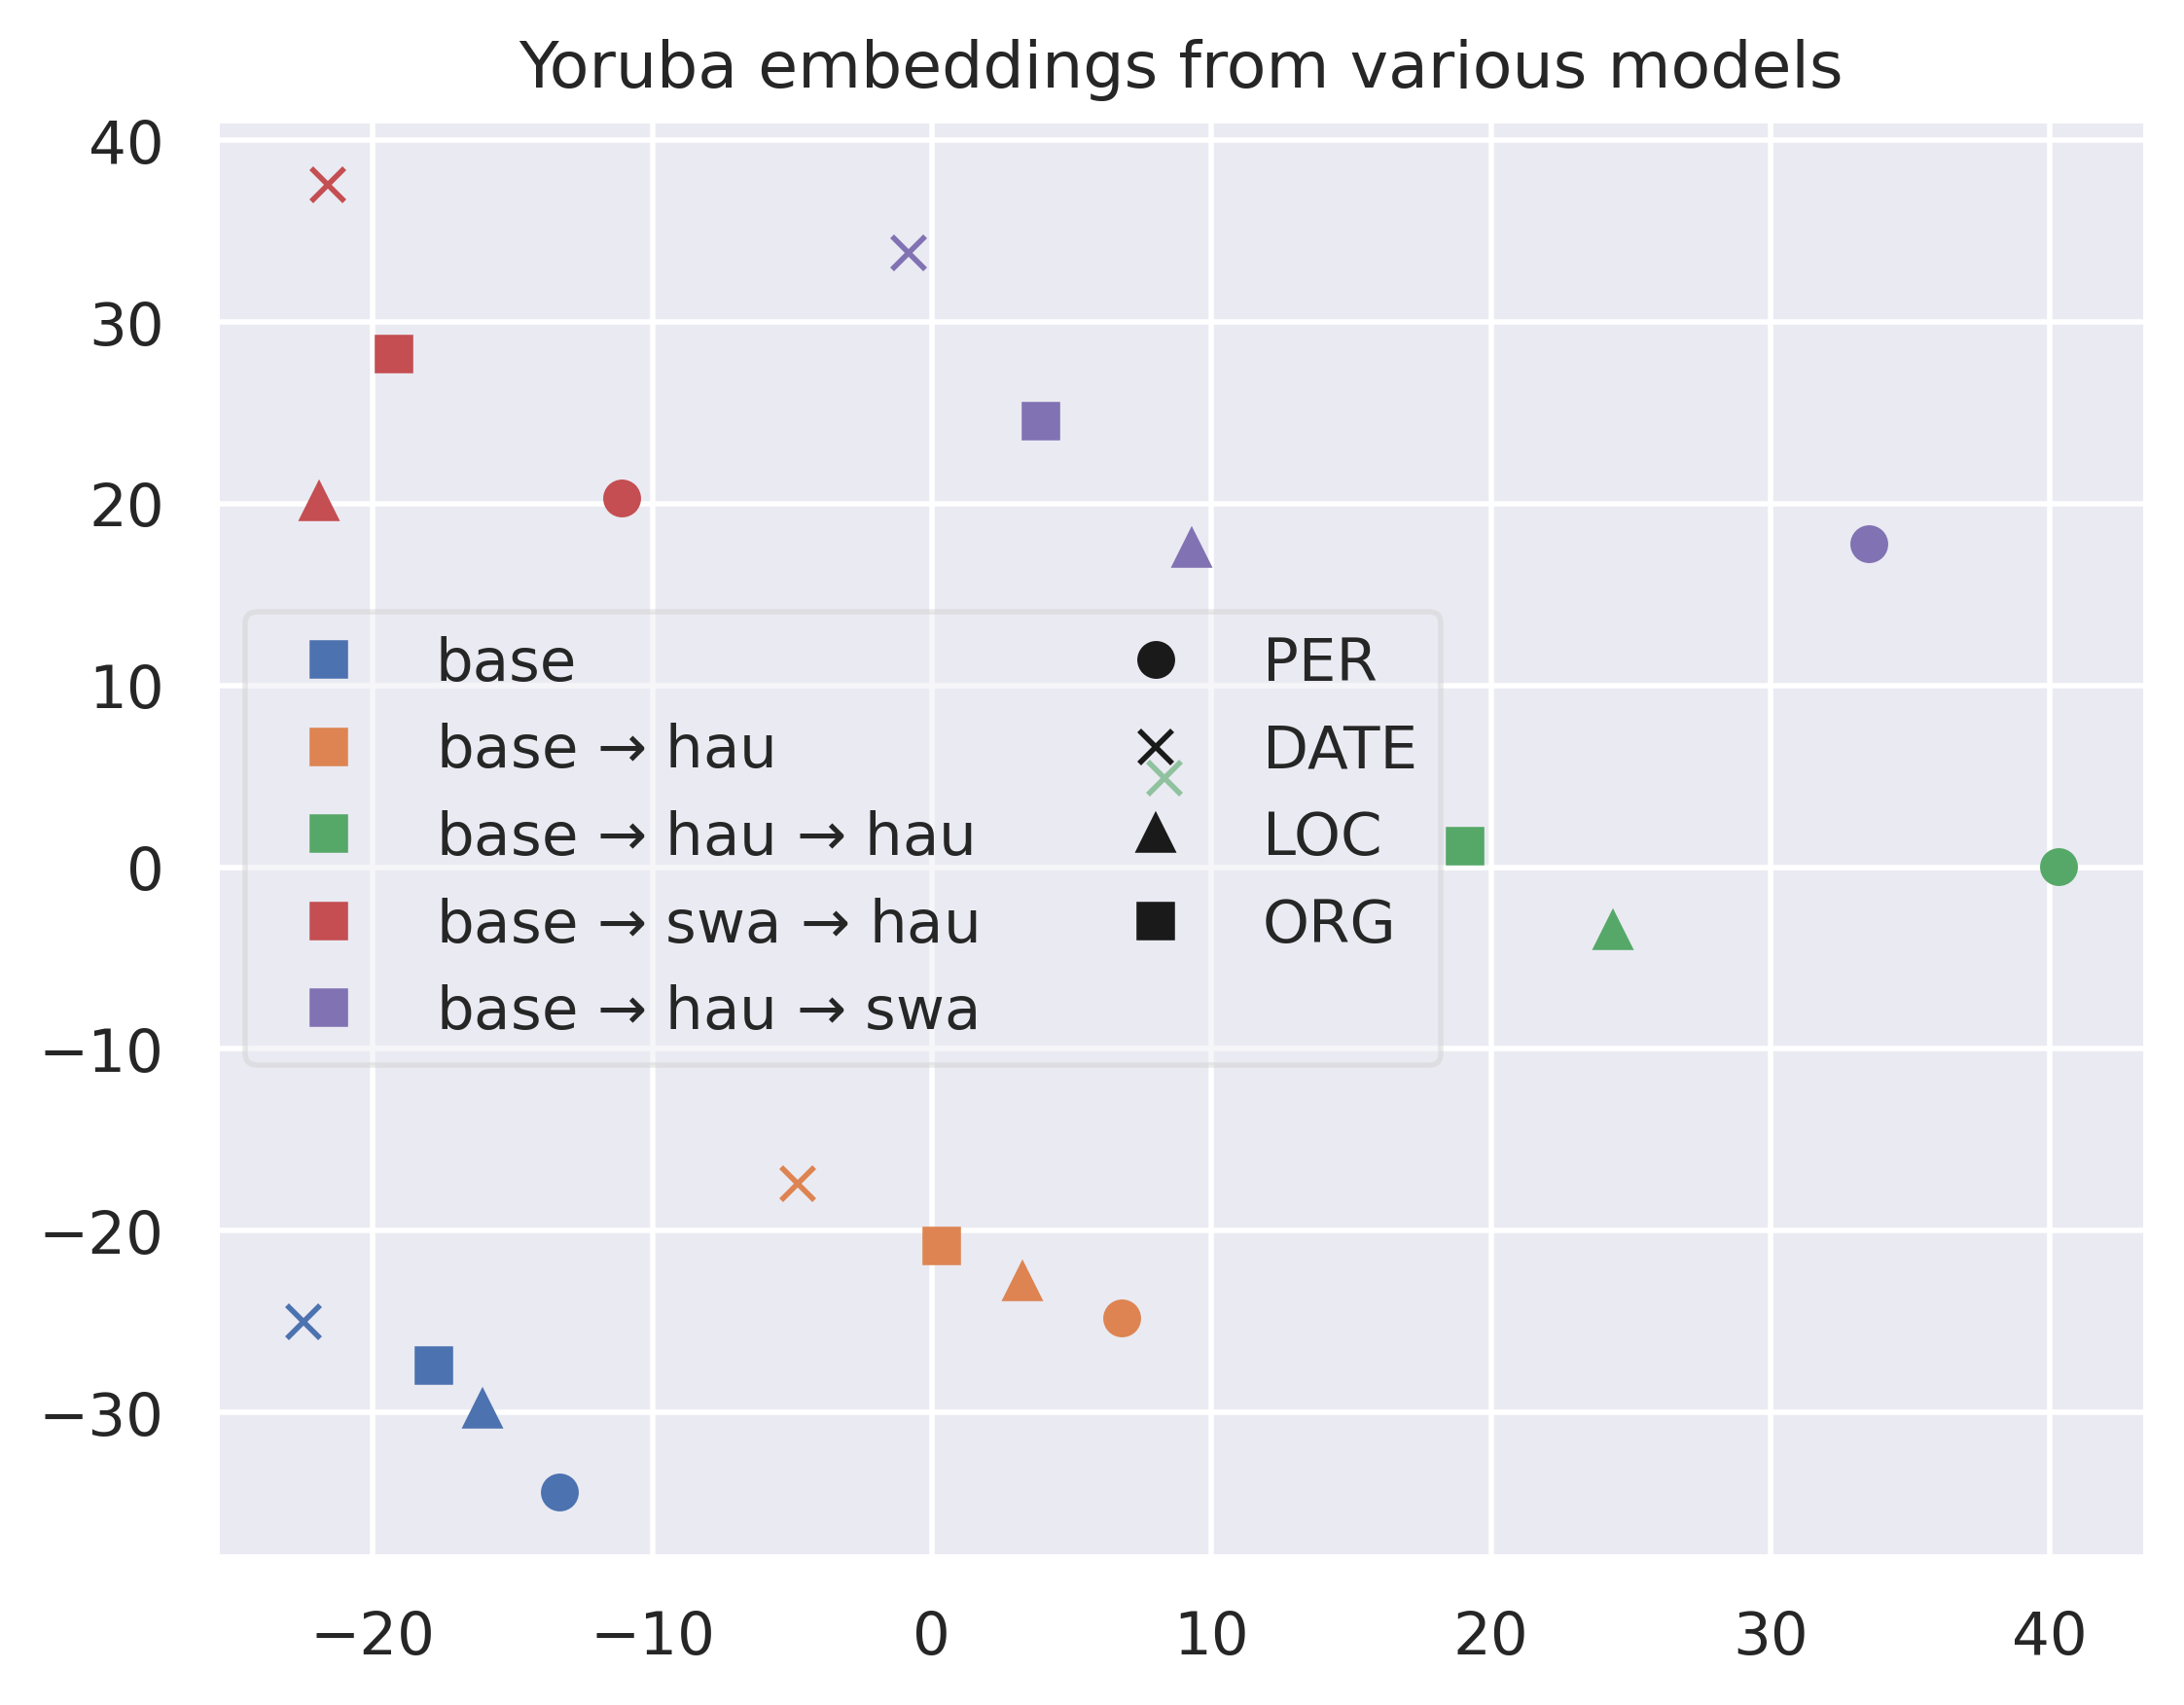 Yoruba embeddings from various models
40
30
20
10
0
−10
−20
−30
base
base → hau
base → hau → hau
base → swa → hau
base → hau → swa
PER
DATE
LOC
ORG
−20 −10 0 10 20 30 40